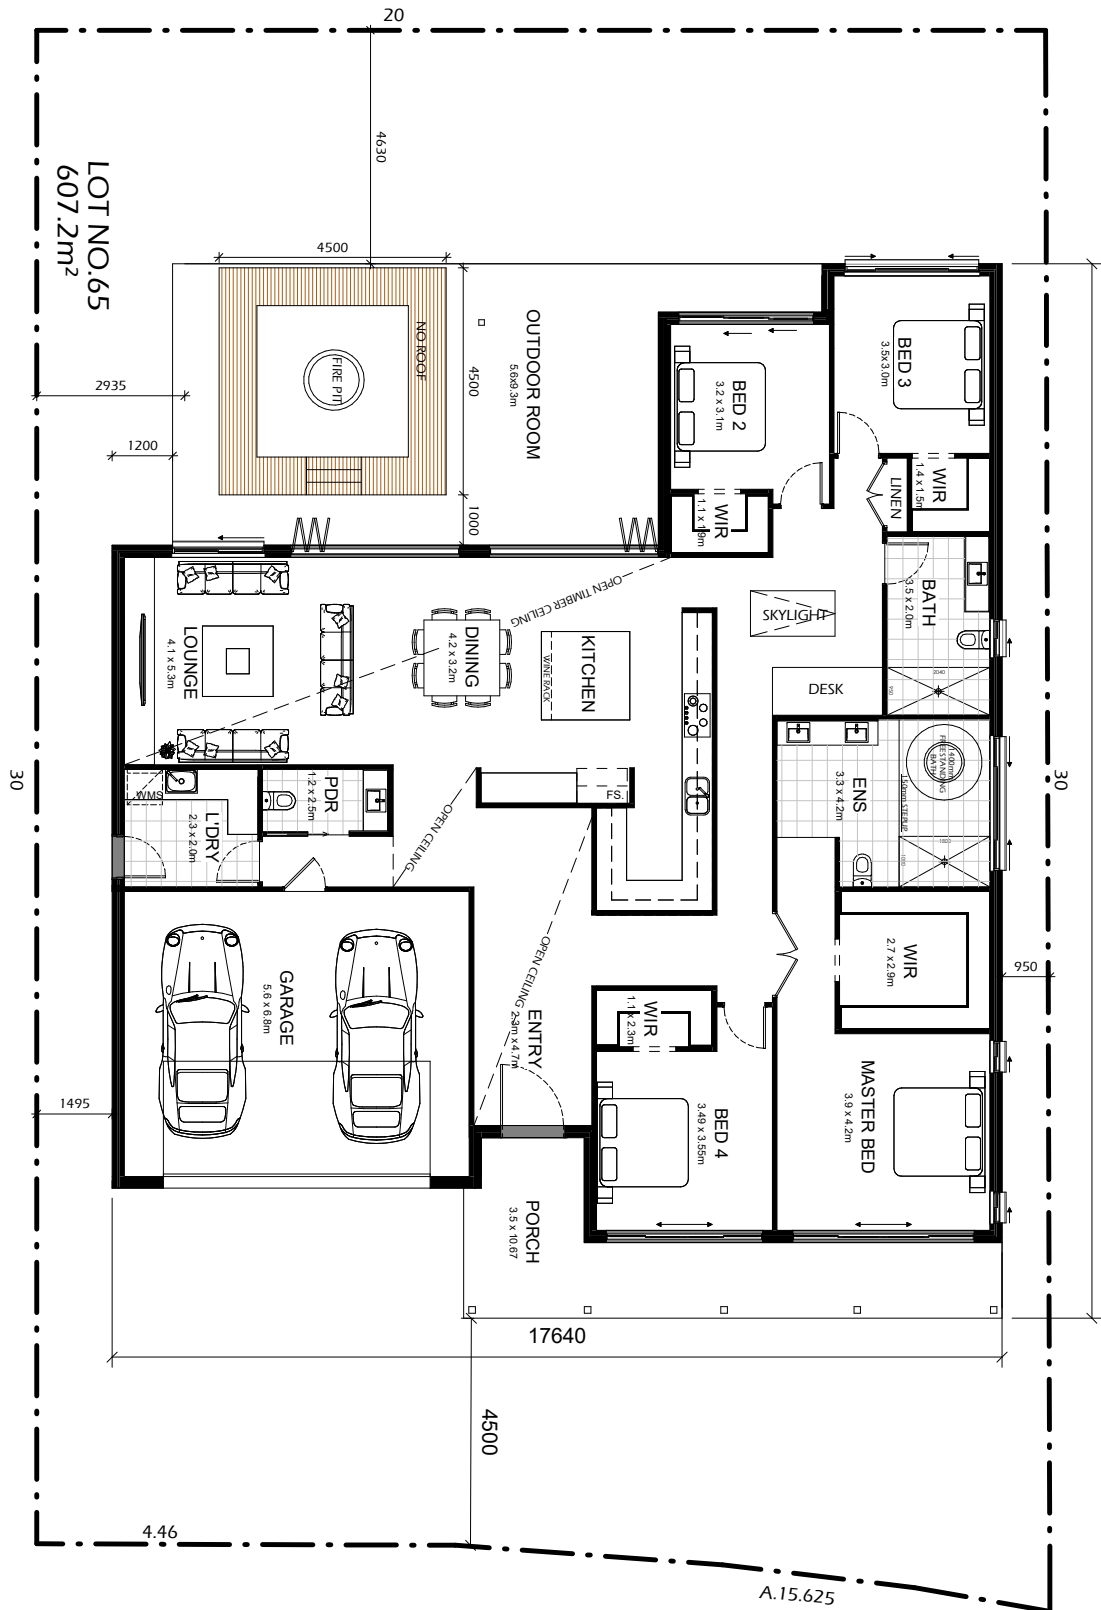 20
4630
LOT NO.65
607.2m²
4500
NO ROOF
FIRE PIT
4500
OUTDOOR ROOM
5.6x9.3m
2935
1200
1000
BED 3
3.5x3.0m
BED 2
3.2 x 3.1m
WIR
1.4 x 1.5m
LINEN
WIR
1.1 x 1.9m
BATH
3.5 x 2.0m
OPEN TIMBER CEILING
SKYLIGHT
DESK
LOUNGE
4.1 x 5.3m
DINING
4.2 x 3.2m
KITCHEN
WINE RACK
30
30
WMS
L'DRY
2.3 x 2.0m
PDR
1.2 x 2.5m
OPEN CEILING
FS.
ENS
3.3 x 4.2m
1400mm
FREESTANDING
BATH
150mm STEPUP
WIR
2.7 x 2.9m
950
OPEN CEILING
ENTRY
2.3m x 4.7m
WIR
1.1 x 2.3m
GARAGE
5.6 x 6.8m
1495
BED 4
3.49 x 3.55m
MASTER BED
3.9 x 4.2m
PORCH
3.5 x 10.67
17640
4500
4.46
A.15.625